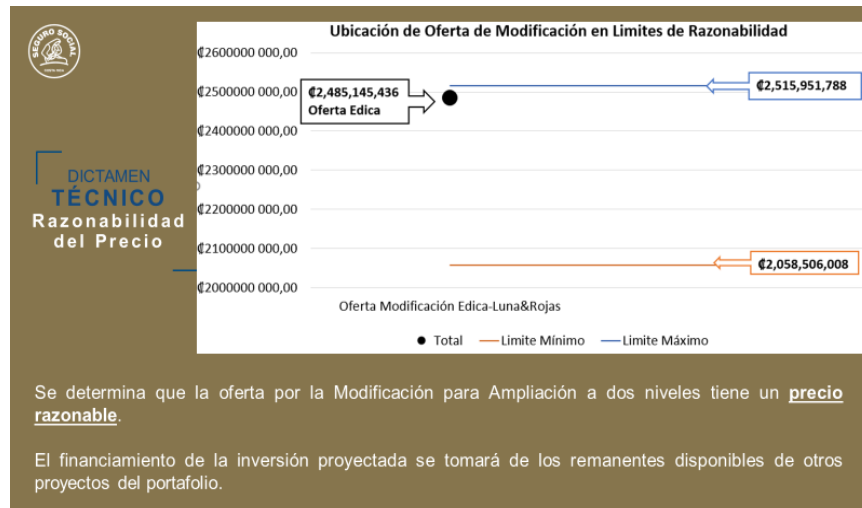 SEGURO SOCIAL
DICTAMEN
TÉCNICO
Razonabilidad
del Precio
Ubicación de Oferta de Modificación en Limites de Razonabilidad
₡2600000 000,00
₡2500000 000,00
₡2400000 000,00
₡2300000 000,00
₡2200000 000,00
₡2100000 000,00
₡2000000 000,00
₡2,485,145,436
Oferta Edica
₡2,515,951,788
₡2,058,506,008
Oferta Modificación Edica-Luna&Rojas
Total
Limite Mínimo
Limite Máximo
Se determina que la oferta por la Modificación para Ampliación a dos niveles tiene un precio
razonable.
El financiamiento de la inversión proyectada se tomará de los remanentes disponibles de otros
proyectos del portafolio.